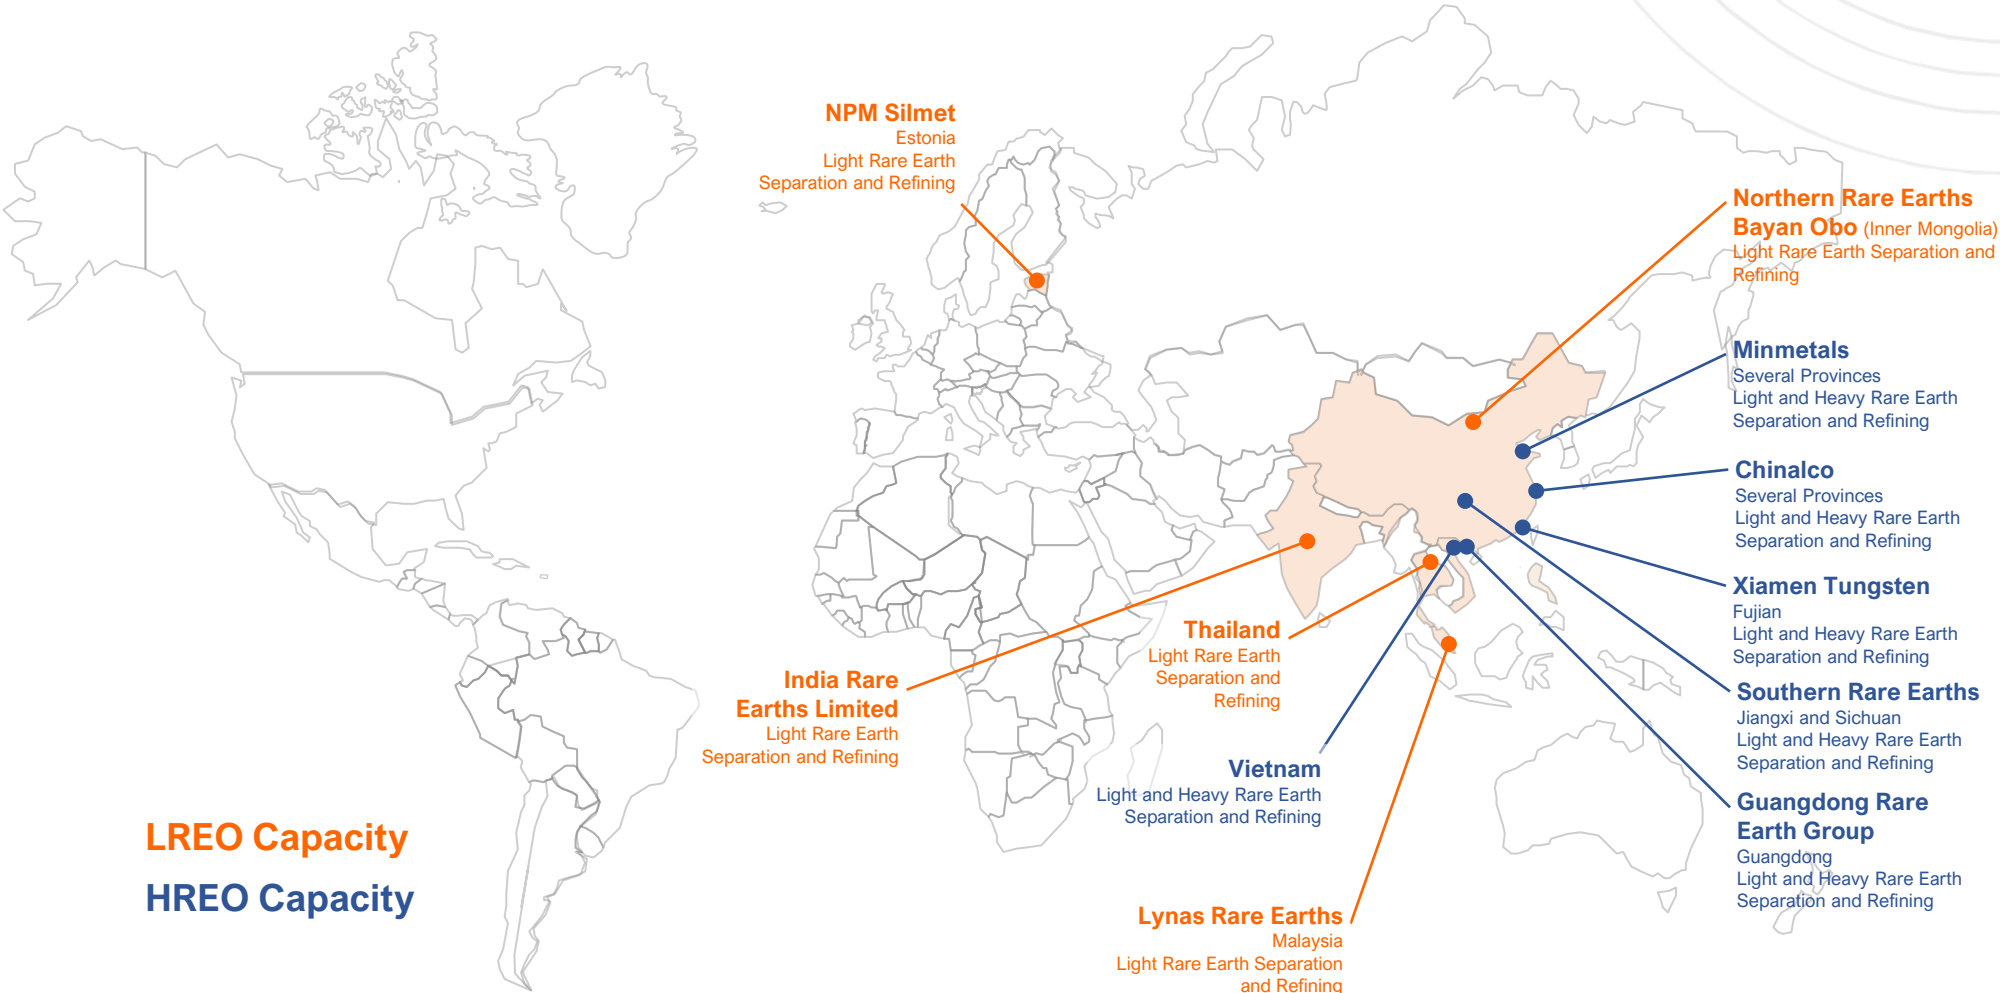 NPM Silmet
Estonia
Light Rare Earth
Separation and Refining
Northern Rare Earths
Bayan Obo (Inner Mongolia)
Light Rare Earth Separation and
Refining
Minmetals
Several Provinces
Light and Heavy Rare Earth
Separation and Refining
Chinalco
Several Provinces
Light and Heavy Rare Earth
Separation and Refining
Xiamen Tungsten
Fujian
Light and Heavy Rare Earth
Separation and Refining
Southern Rare Earths
Jiangxi and Sichuan
Light and Heavy Rare Earth
Separation and Refining
Guangdong Rare
Earth Group
Guangdong
Light and Heavy Rare Earth
Separation and Refining
Thailand
Light Rare Earth
Separation and
Refining
India Rare
Earths Limited
Light Rare Earth
Separation and Refining
Vietnam
Light and Heavy Rare Earth
Separation and Refining
Lynas Rare Earths
Malaysia
Light Rare Earth Separation
and Refining
LREO Capacity
HREO Capacity